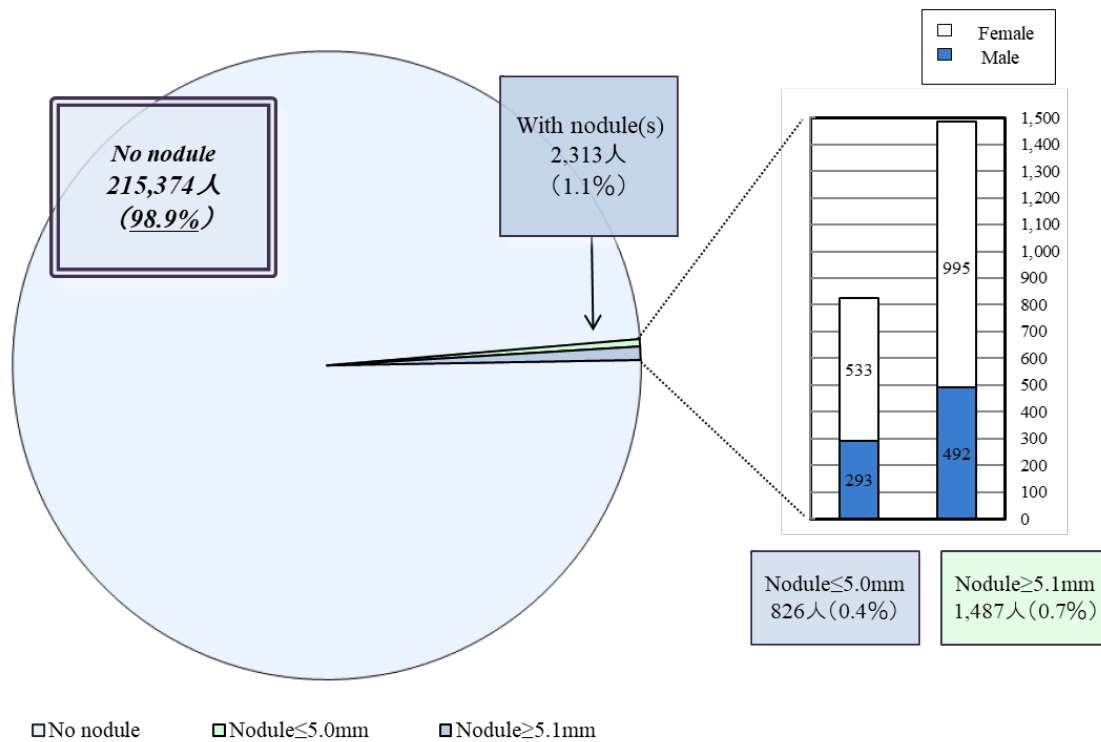 Female
Male
No nodule
215,374人
（98.9%）
With nodule(s)
2,313人
（1.1%）
1,500
1,400
1,300
1,200
1,100
1,000
900
800
700
600
500
400
300
200
100
0
995
533
492
293
Nodule≤5.0mm
826人（0.4%）
Nodule≥5.1mm
1,487人（0.7%）
No nodule
Nodule≤5.0mm
Nodule≥5.1mm